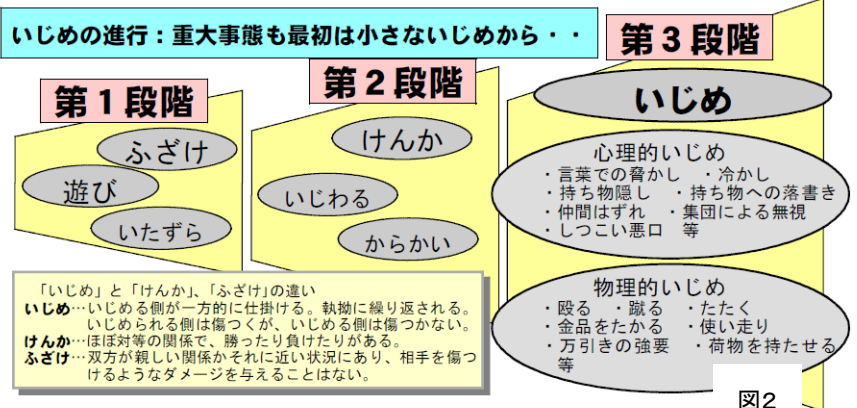 いじめの進行：重大事態も最初は小さないじめから・・
第１段階
ふざけ
遊び
いたずら
第２段階
けんか
いじわる
からかい
第３段階
いじめ
心理的いじめ
・言葉での脅かし　・冷かし
・持ち物隠し　・持ち物への落書き
・仲間はずれ　・集団による無視
・しつこい悪口　等
物理的いじめ
・殴る　・蹴る　・たたく
・金品をたかる　・使い走り
・万引きの強要　・荷物を持たせる
等
「いじめ」と「けんか」、「ふざけ」の違い
いじめ…いじめる側が一方的に仕掛ける。執拗に繰り返される。
いじめられる側は傷つくが、いじめる側は傷つかない。
けんか…ほぼ対等の関係で、勝ったり負けたりがある。
ふざけ…双方が親しい関係かそれに近い状況にあり、相手を傷つ
けるようなダメージを与えることはない。
図2